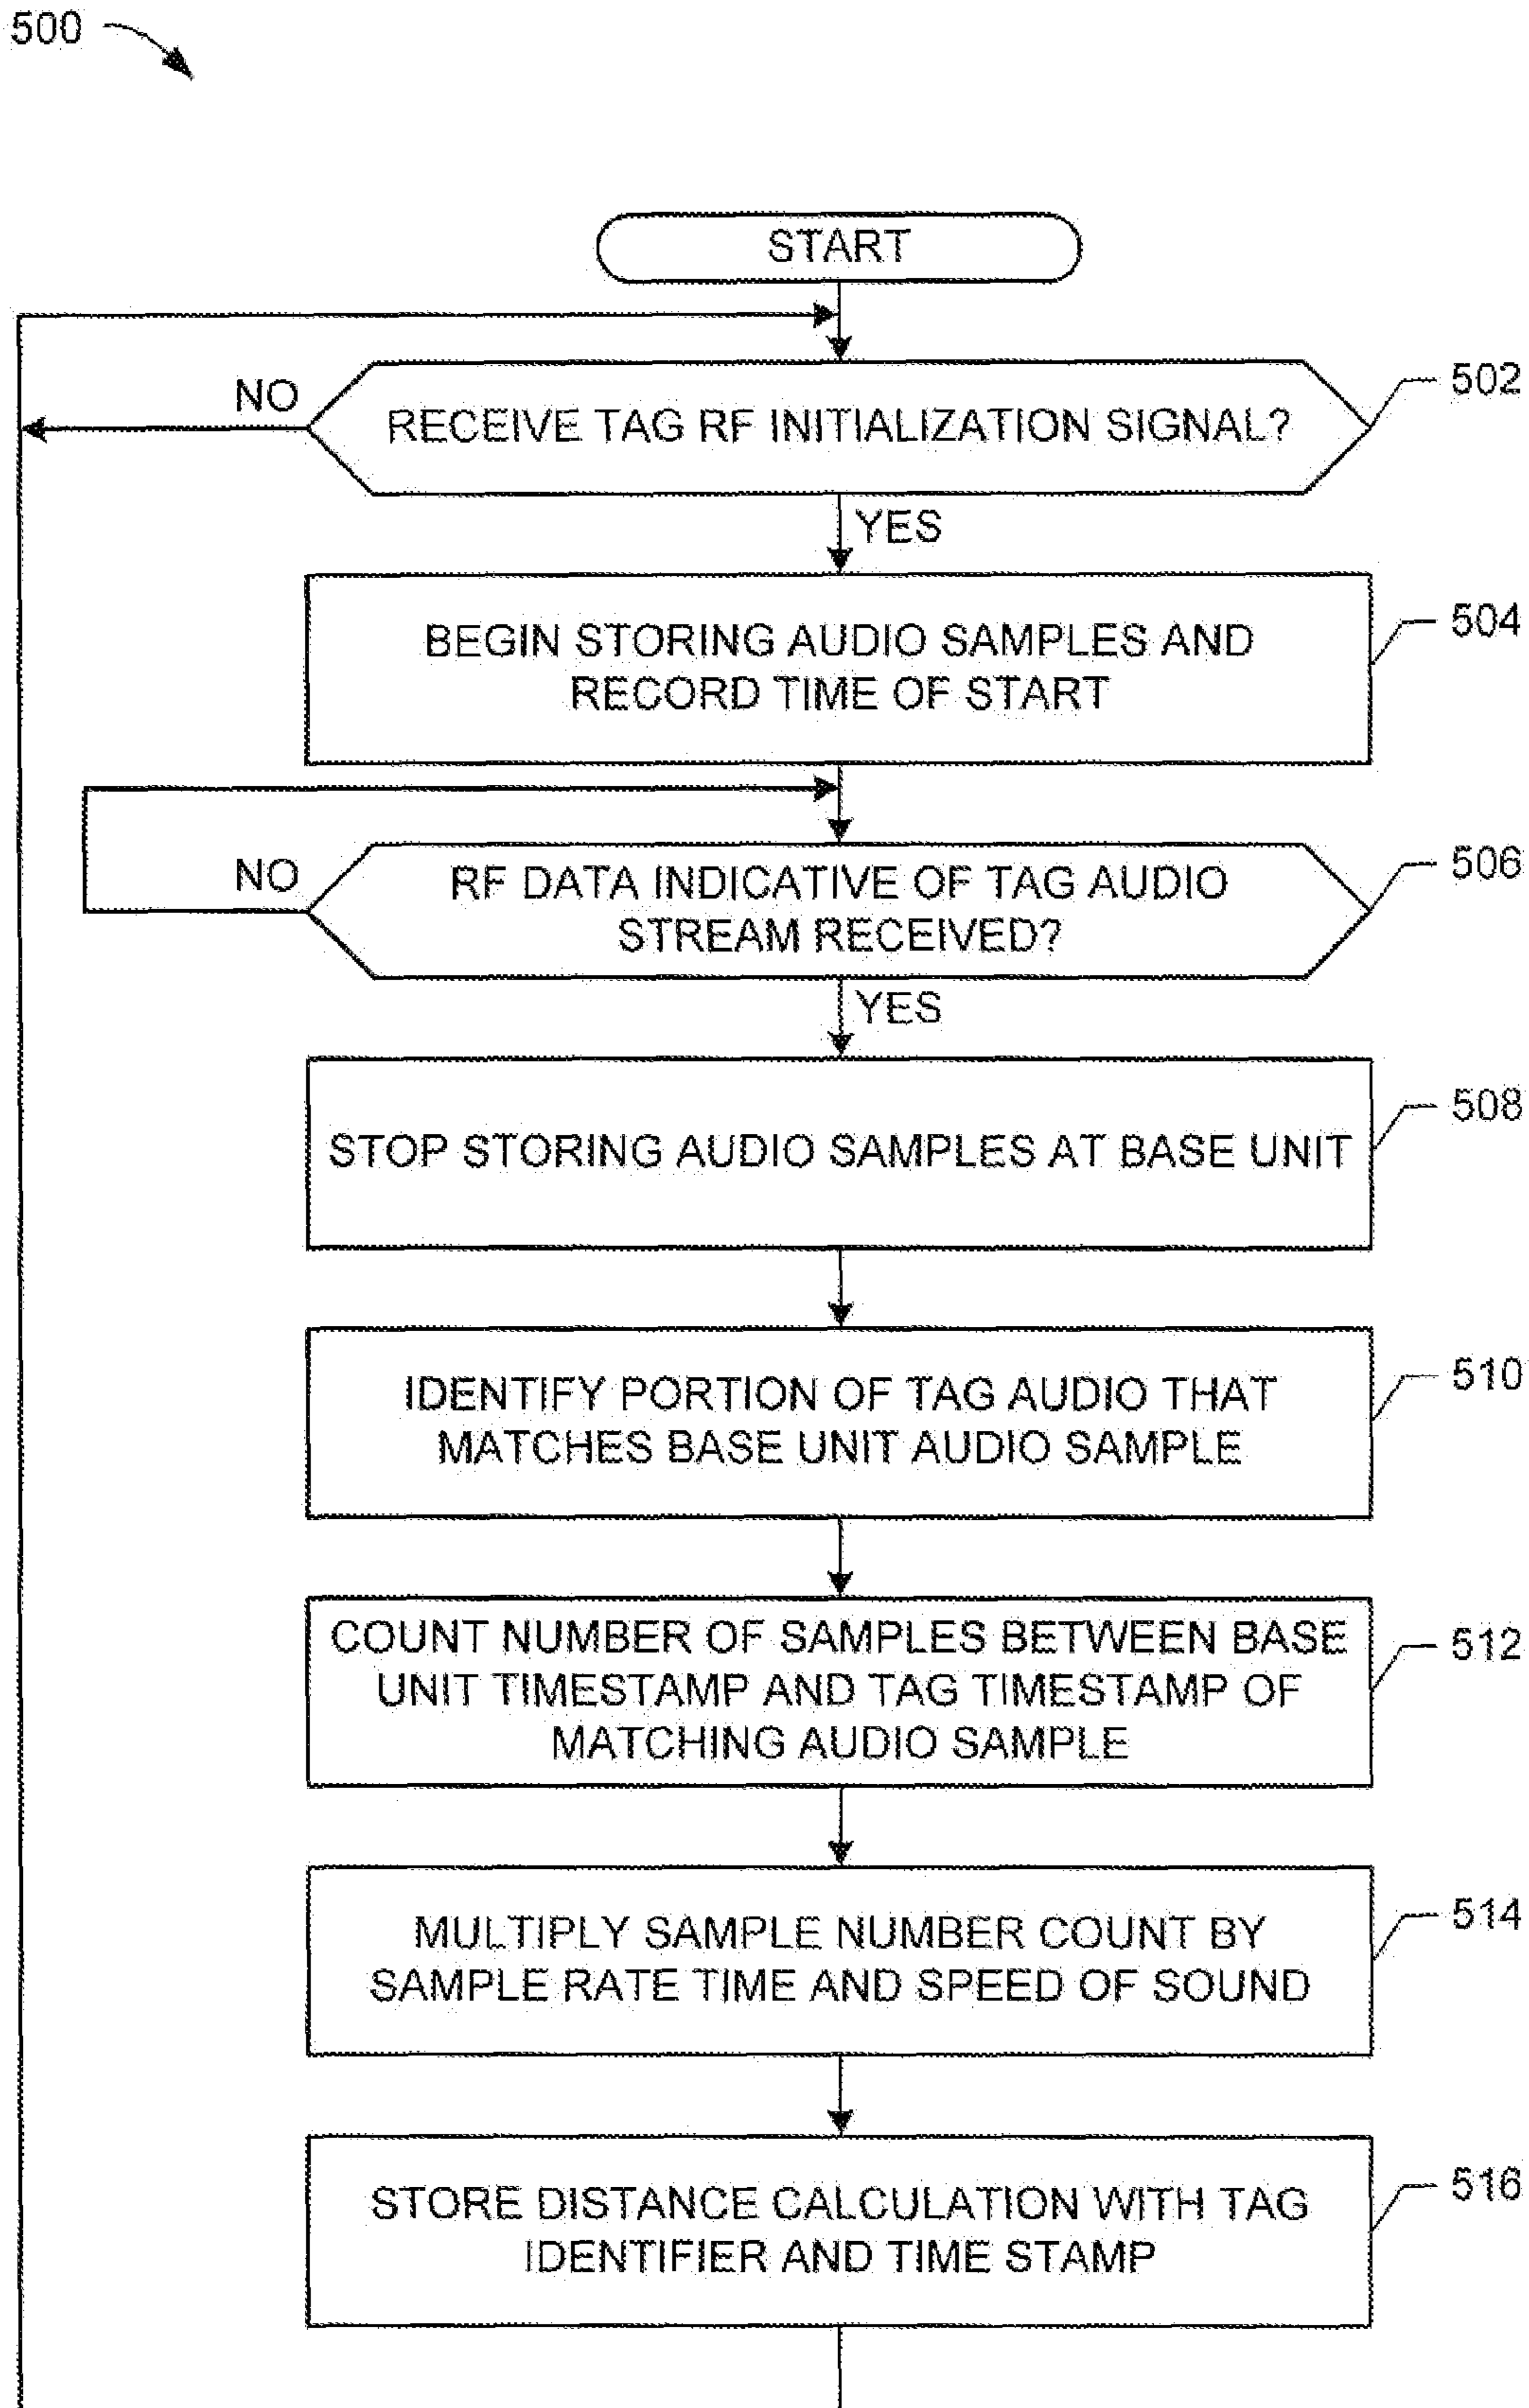 500
START
NO
RECEIVE TAG RF INITIALIZATION SIGNAL?
502
YES
BEGIN STORING AUDIO SAMPLES AND
RECORD TIME OF START
504
NO
RF DATA INDICATIVE OF TAG AUDIO
STREAM RECEIVED?
506
YES
STOP STORING AUDIO SAMPLES AT BASE UNIT
508
IDENTIFY PORTION OF TAG AUDIO THAT
MATCHES BASE UNIT AUDIO SAMPLE
510
COUNT NUMBER OF SAMPLES BETWEEN BASE
UNIT TIMESTAMP AND TAG TIMESTAMP OF
MATCHING AUDIO SAMPLE
512
MULTIPLY SAMPLE NUMBER COUNT BY
SAMPLE RATE TIME AND SPEED OF SOUND
514
STORE DISTANCE CALCULATION WITH TAG
IDENTIFIER AND TIME STAMP
516